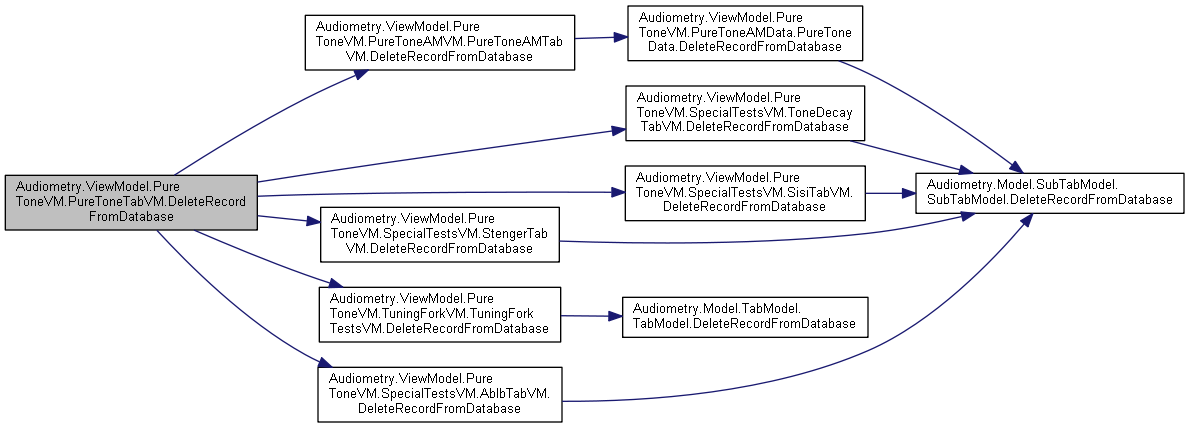 Audiometry.ViewModel.Pure
ToneVM.PureToneTabVM.DeleteRecord
FromDatabase
Audiometry.ViewModel.Pure
ToneVM.PureToneAMVM.PureToneAMTab
VM.DeleteRecordFromDatabase
Audiometry.ViewModel.Pure
ToneVM.PureToneAMData.PureTone
Data.DeleteRecordFromDatabase
Audiometry.ViewModel.Pure
ToneVM.SpecialTestsVM.ToneDecay
TabVM.DeleteRecordFromDatabase
Audiometry.ViewModel.Pure
ToneVM.SpecialTestsVM.SisiTabVM.
DeleteRecordFromDatabase
Audiometry.Model.SubTabModel.
SubTabModel.DeleteRecordFromDatabase
Audiometry.ViewModel.Pure
ToneVM.SpecialTestsVM.StengerTab
VM.DeleteRecordFromDatabase
Audiometry.ViewModel.Pure
ToneVM.TuningForkVM.TuningFork
TestsVM.DeleteRecordFromDatabase
Audiometry.Model.TabModel.
TabModel.DeleteRecordFromDatabase
Audiometry.ViewModel.Pure
ToneVM.SpecialTestsVM.AblbTabVM.
DeleteRecordFromDatabase